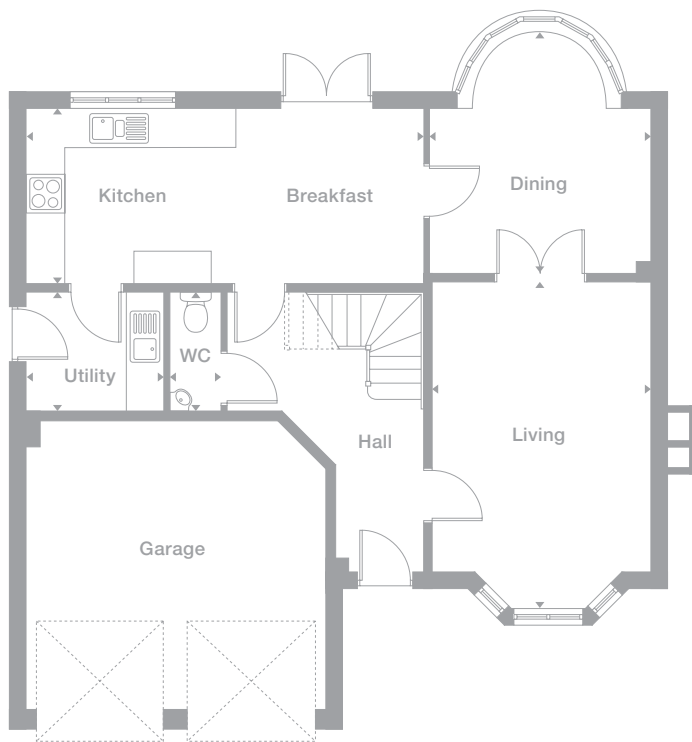 Kitchen
Breakfast
Dining
Utility
WC
Hall
Living
Garage